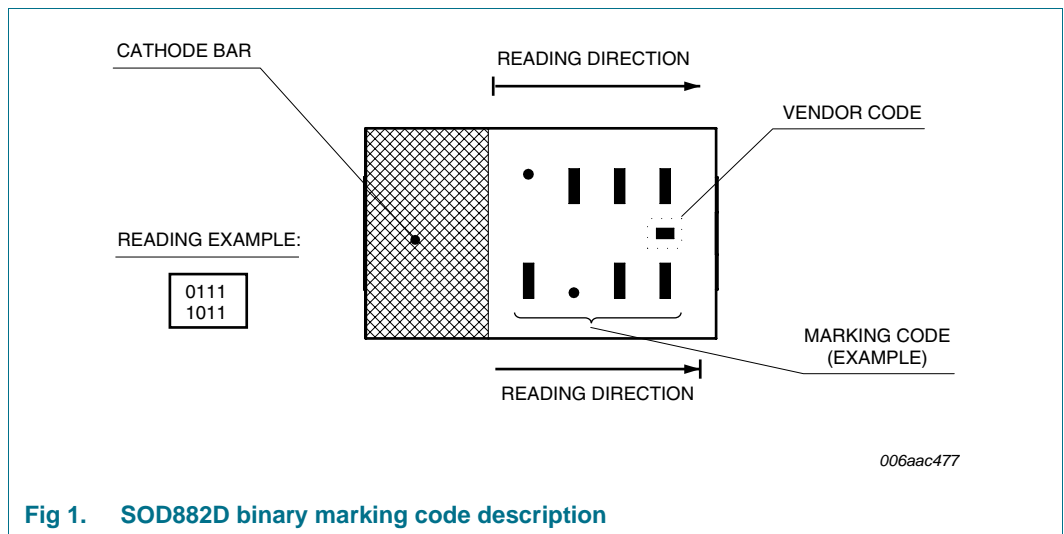 CATHODE BAR
READING DIRECTION
VENDOR CODE
READING EXAMPLE:
0111
1011
MARKING CODE
(EXAMPLE)
READING DIRECTION
006aac477
Fig 1. SOD882D binary marking code description